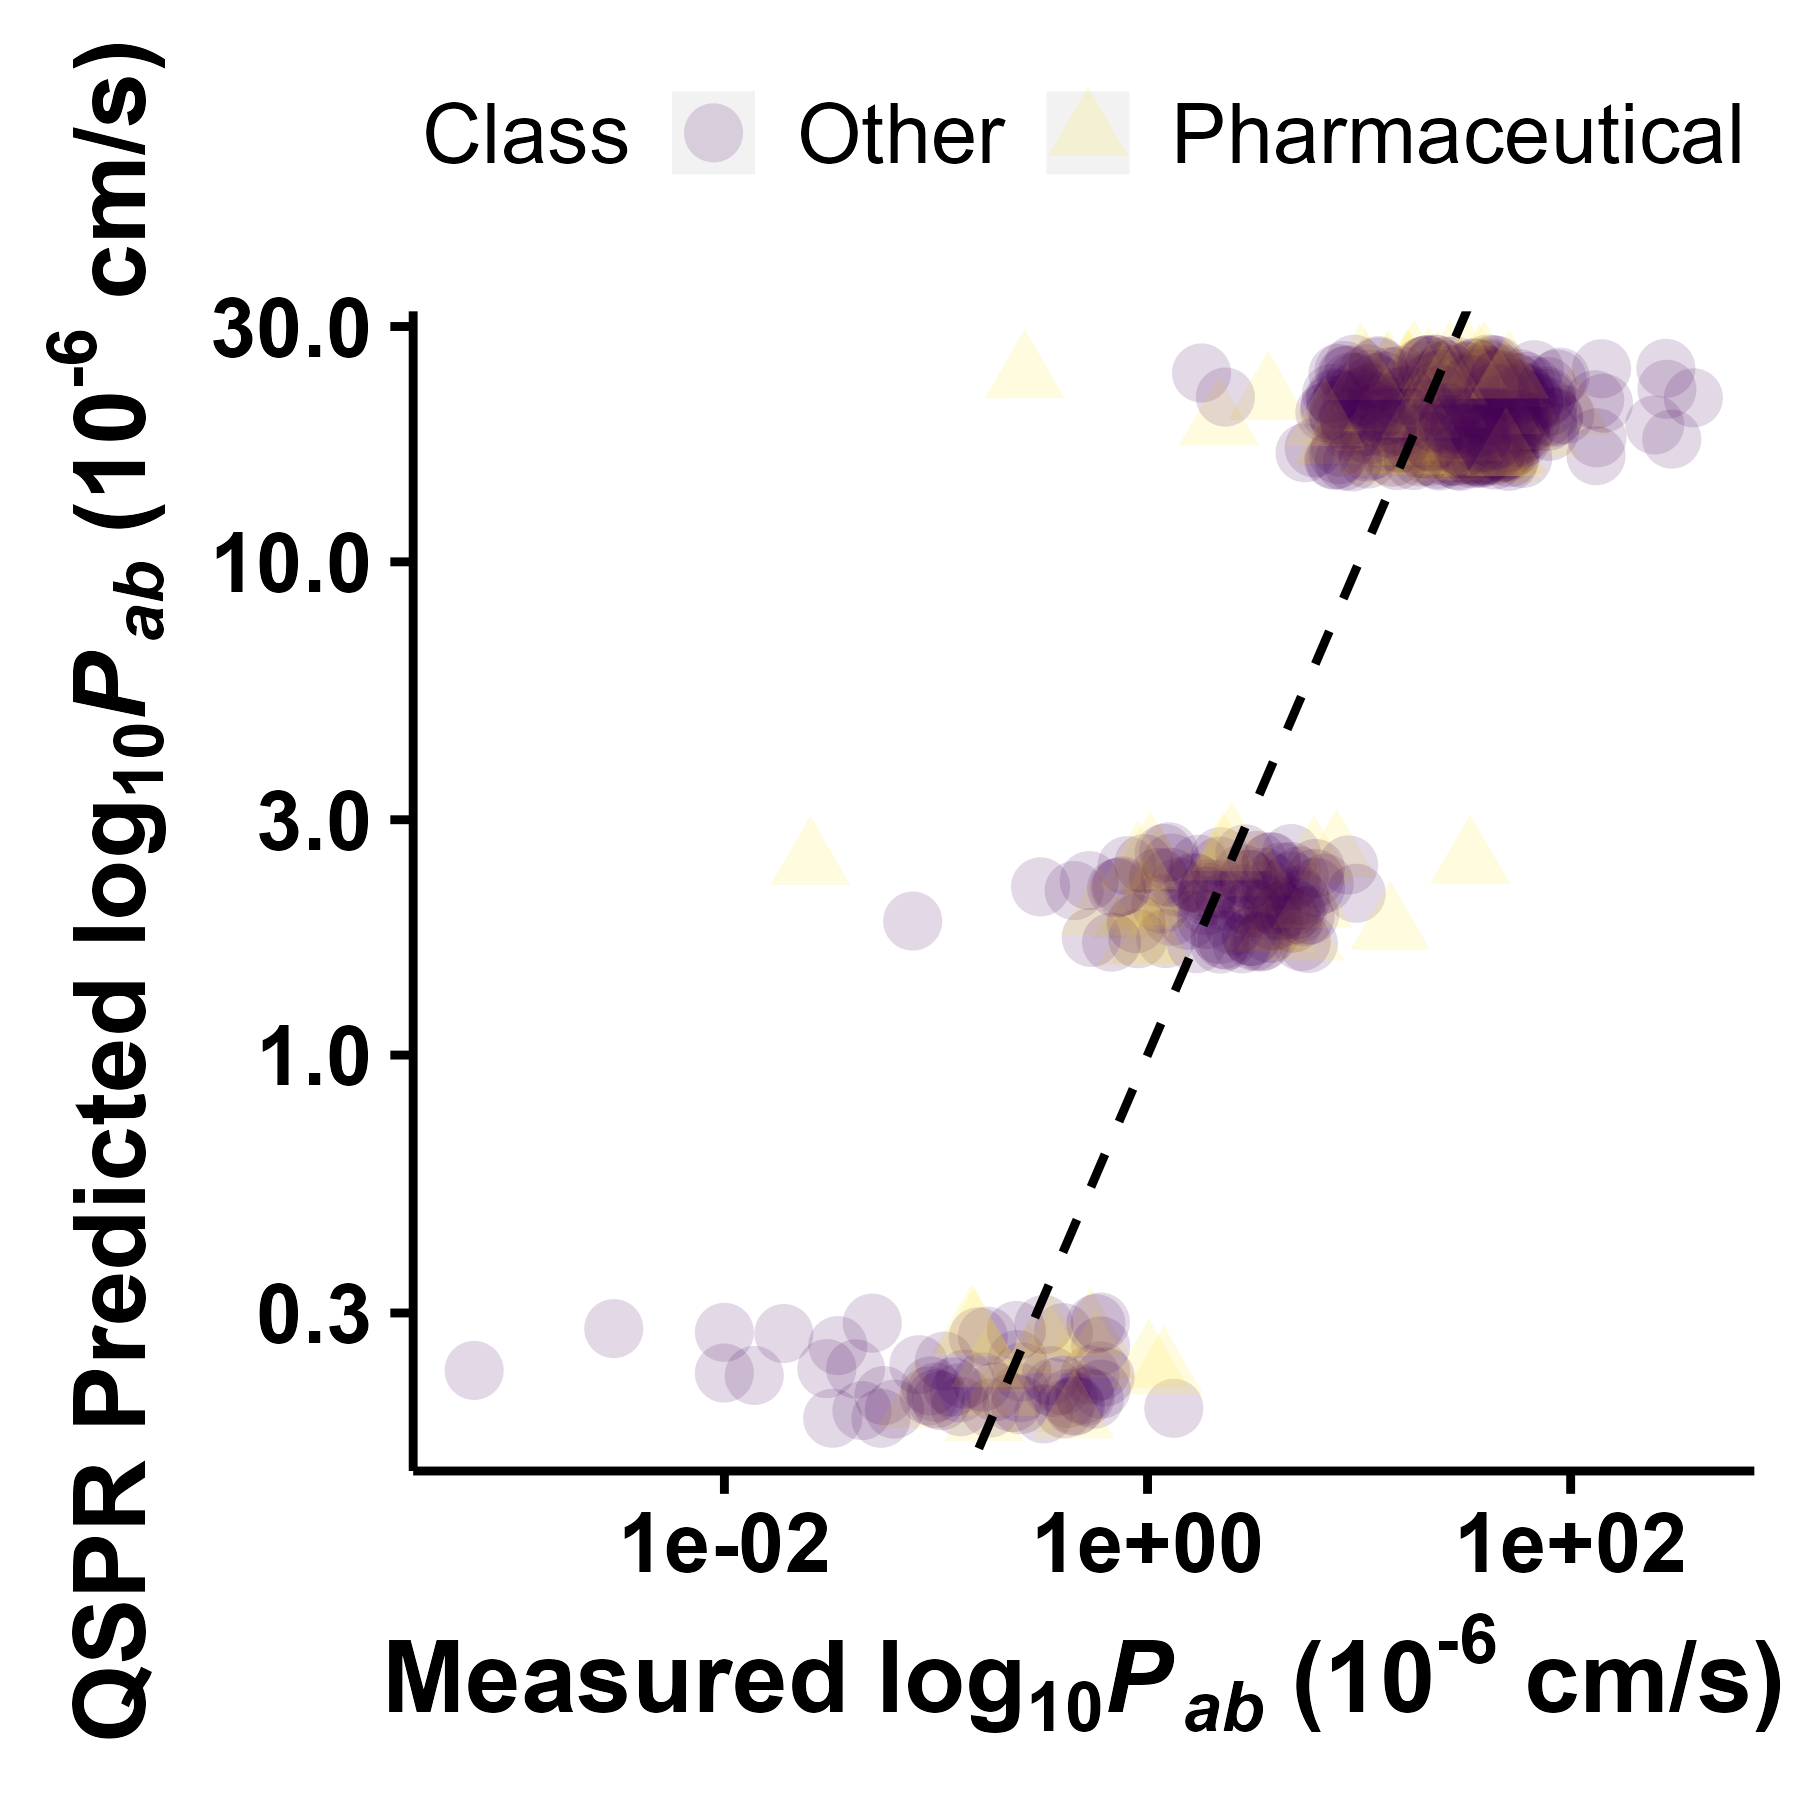 Class Other Pharmaceutical
QSPR Predicted log₁₀Pₐb (10⁻⁶ cm/s)
30.0
10.0
3.0
1.0
0.3
1e-02 1e+00 1e+02
Measured log₁₀Pₐb (10⁻⁶ cm/s)